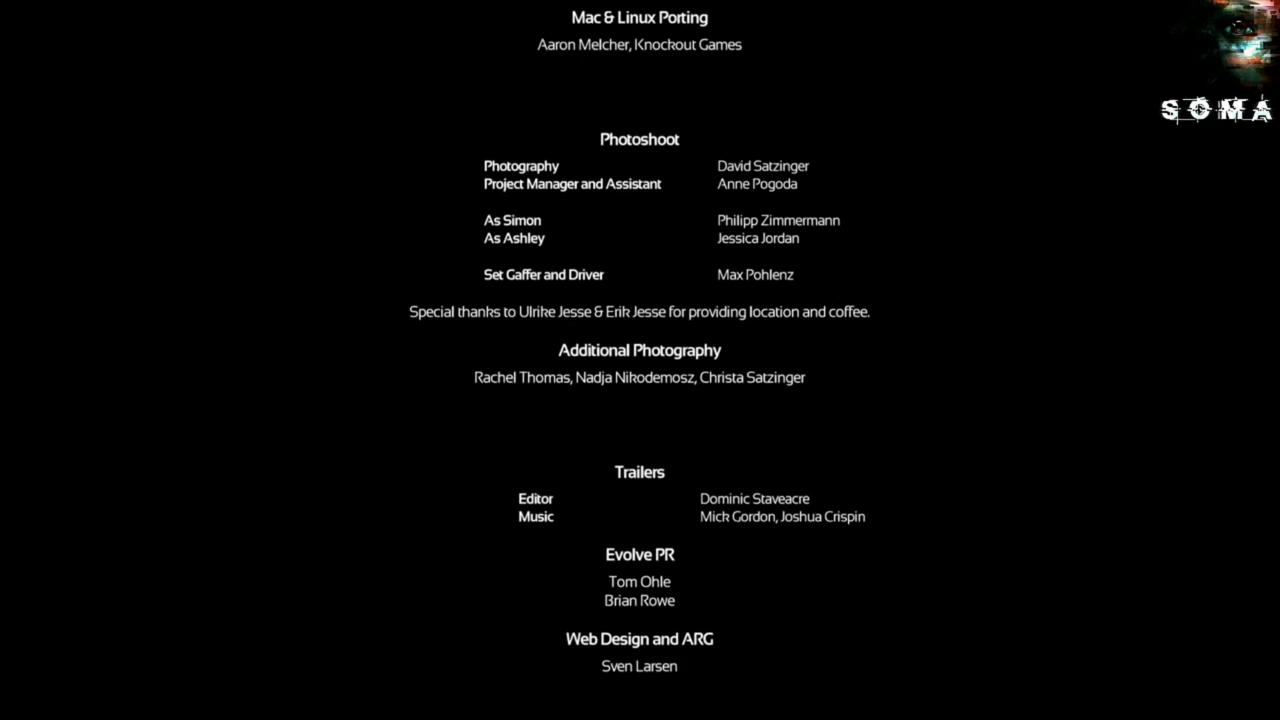 Mac & Linux Porting
Aaron Melcher, Knockout Games
SOMA
Photoshoot
Photography David Satzinger
Project Manager and Assistant Anne Pogoda
As Simon Philipp Zimmermann
As Ashley Jessica Jordan
Set Gaffer and Driver Max Pohlenz
Special thanks to Ulrike Jesse & Erik Jesse for providing location and coffee.
Additional Photography
Rachel Thomas, Nadja Nikodemosz, Christa Satzinger
Trailers
Editor Dominic Staveacre
Music Mick Gordon, Joshua Crispin
Evolve PR
Tom Ohle
Brian Rowe
Web Design and ARG
Sven Larsen